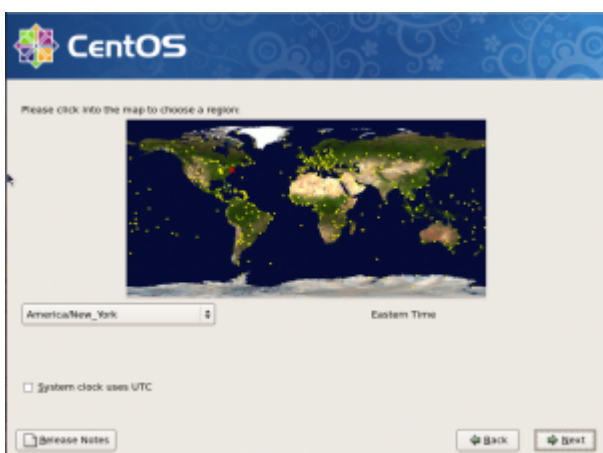 CentOS
Please click into the map to choose a region:
America/New_York
Eastern Time
System clock uses UTC
Release Notes
Back
Next